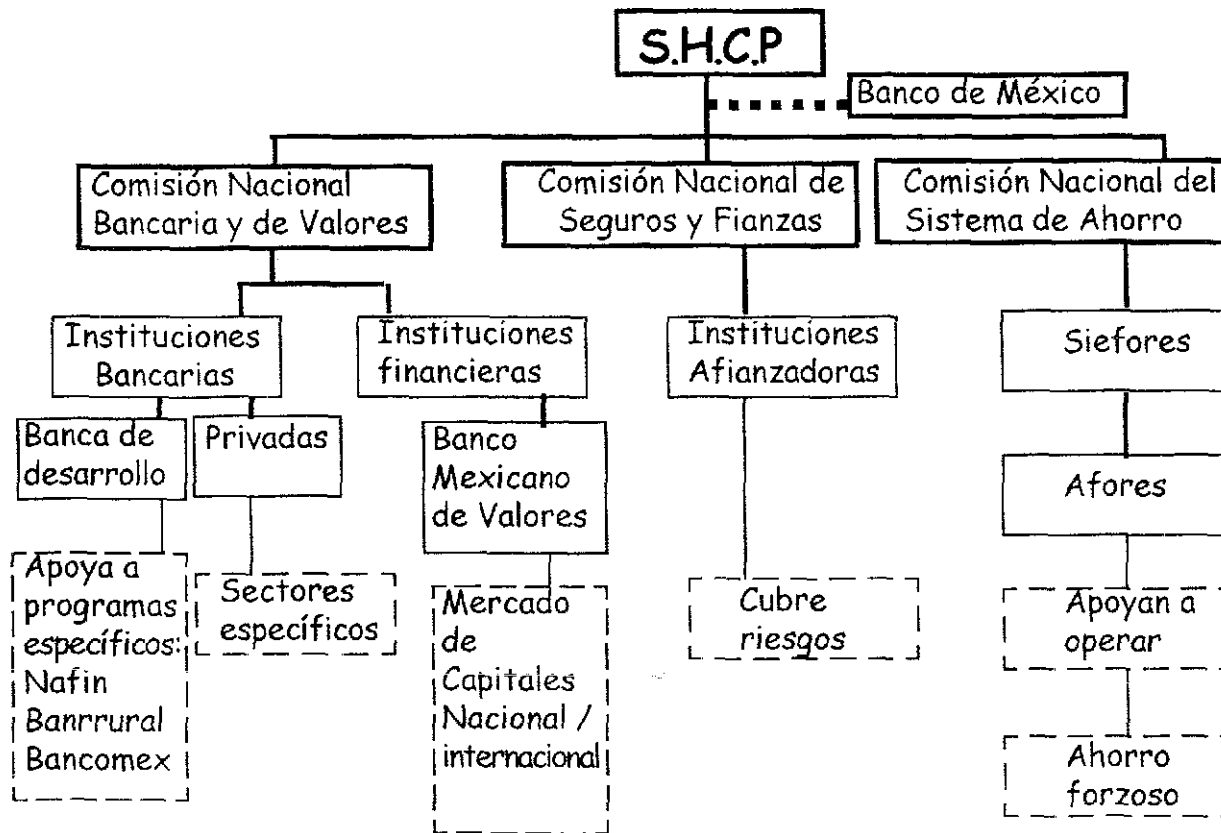 S.H.C.P
Banco de México
Comisión Nacional
Bancaria y de Valores
Comisión Nacional de
Seguros y Fianzas
Comisión Nacional del
Sistema de Ahorro
Instituciones
Bancarias
Instituciones
financieras
Instituciones
Afianzadoras
Siefores
Banca de
desarrollo
Privadas
Banco
Mexicano
de Valores
Afores
Apoya a
programas
específicos:
Nafin
Banrrural
Bancomex
Sectores
específicos
Mercado
de
Capitales
Nacional /
internacional
Cubre
riesgos
Apoyan a
operar
Ahorro
forzoso